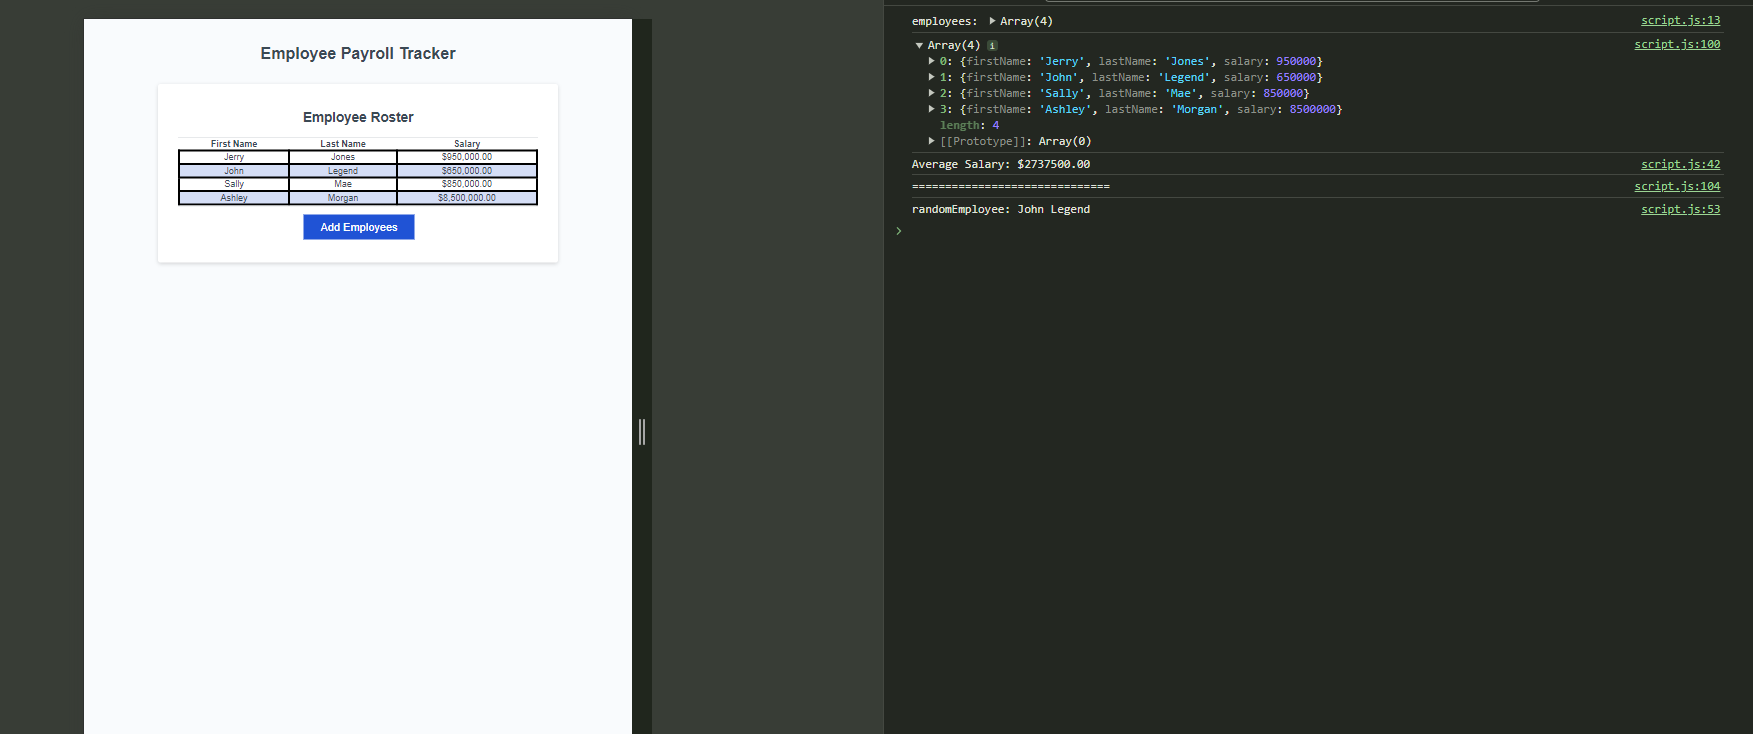 Employee Payroll Tracker
Employee Roster
First Name Last Name Salary
Jerry Jones $950,000.00
John Legend $650,000.00
Sally Mae $850,000.00
Ashley Morgan $8,500,000.00
Add Employees
employees: Array(4) script.js:13
Array(4) i script.js:100
0: {firstName: 'Jerry', lastName: 'Jones', salary: 950000}
1: {firstName: 'John', lastName: 'Legend', salary: 650000}
2: {firstName: 'Sally', lastName: 'Mae', salary: 850000}
3: {firstName: 'Ashley', lastName: 'Morgan', salary: 8500000}
length: 4
[[Prototype]]: Array(0)
Average Salary: $2737500.00 script.js:42
============================== script.js:104
randomEmployee: John Legend script.js:53